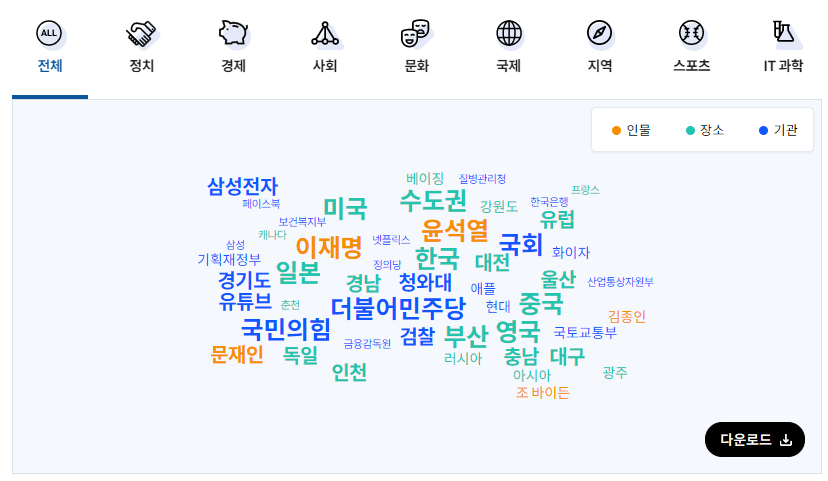 ALL
전체 정치 경제 사회 문화 국제 지역 스포츠 IT 과학
인물 장소 기관
베이징 질병관리청
삼성전자 프랑스
페이스북 미국 수도권 강원도 한국은행
보건복지부 유럽
캐나다 윤석열
삼성 이재명 넷플릭스 국회 화이자
기획재정부 정의당 한국 대전
경기도 일본 경남 청와대 애플 울산 산업통상자원부
유튜브 춘천 더불어민주당 현대 중국
김종인
국민의힘 검찰 부산 영국 국토교통부
금융감독원
문재인 독일 러시아 충남 대구
인천 아시아 광주
조 바이든
다운로드